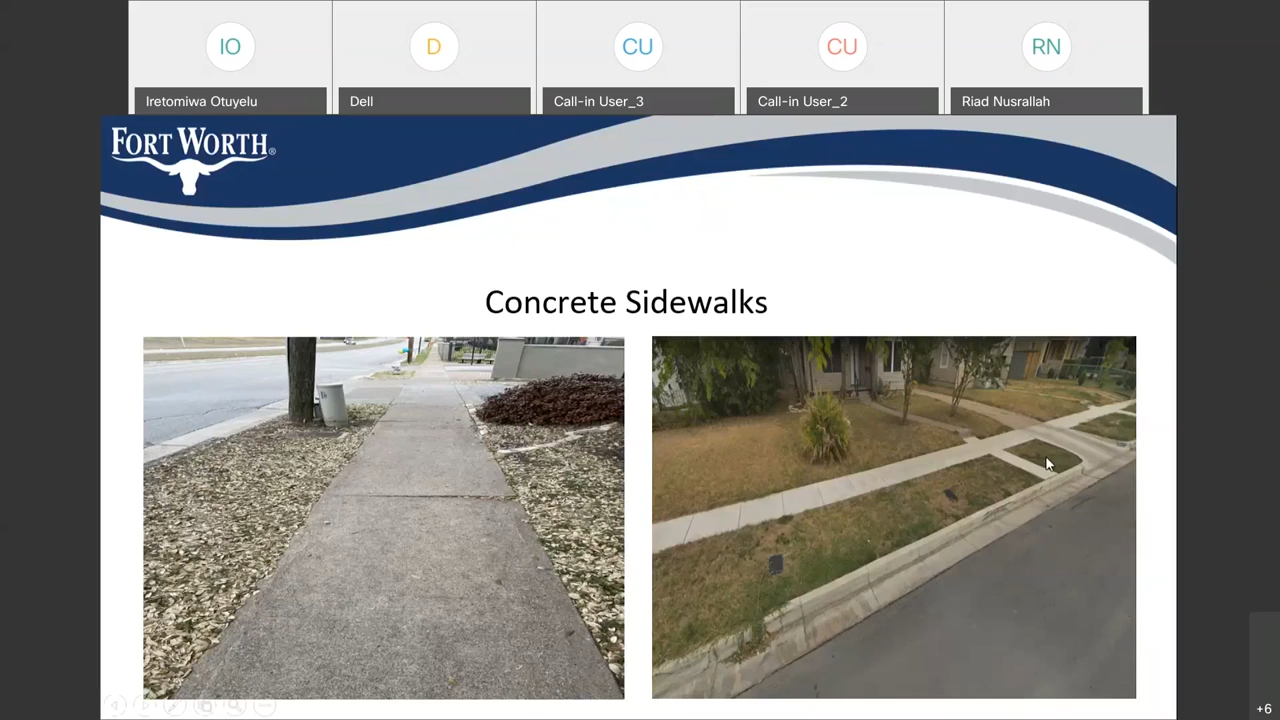 IO
D
CU
CU
RN
Iretomiwa Otuyelu
Dell
Call-in User_3
Call-in User_2
Riad Nusrallah
FORT WORTH®
Concrete Sidewalks
+6